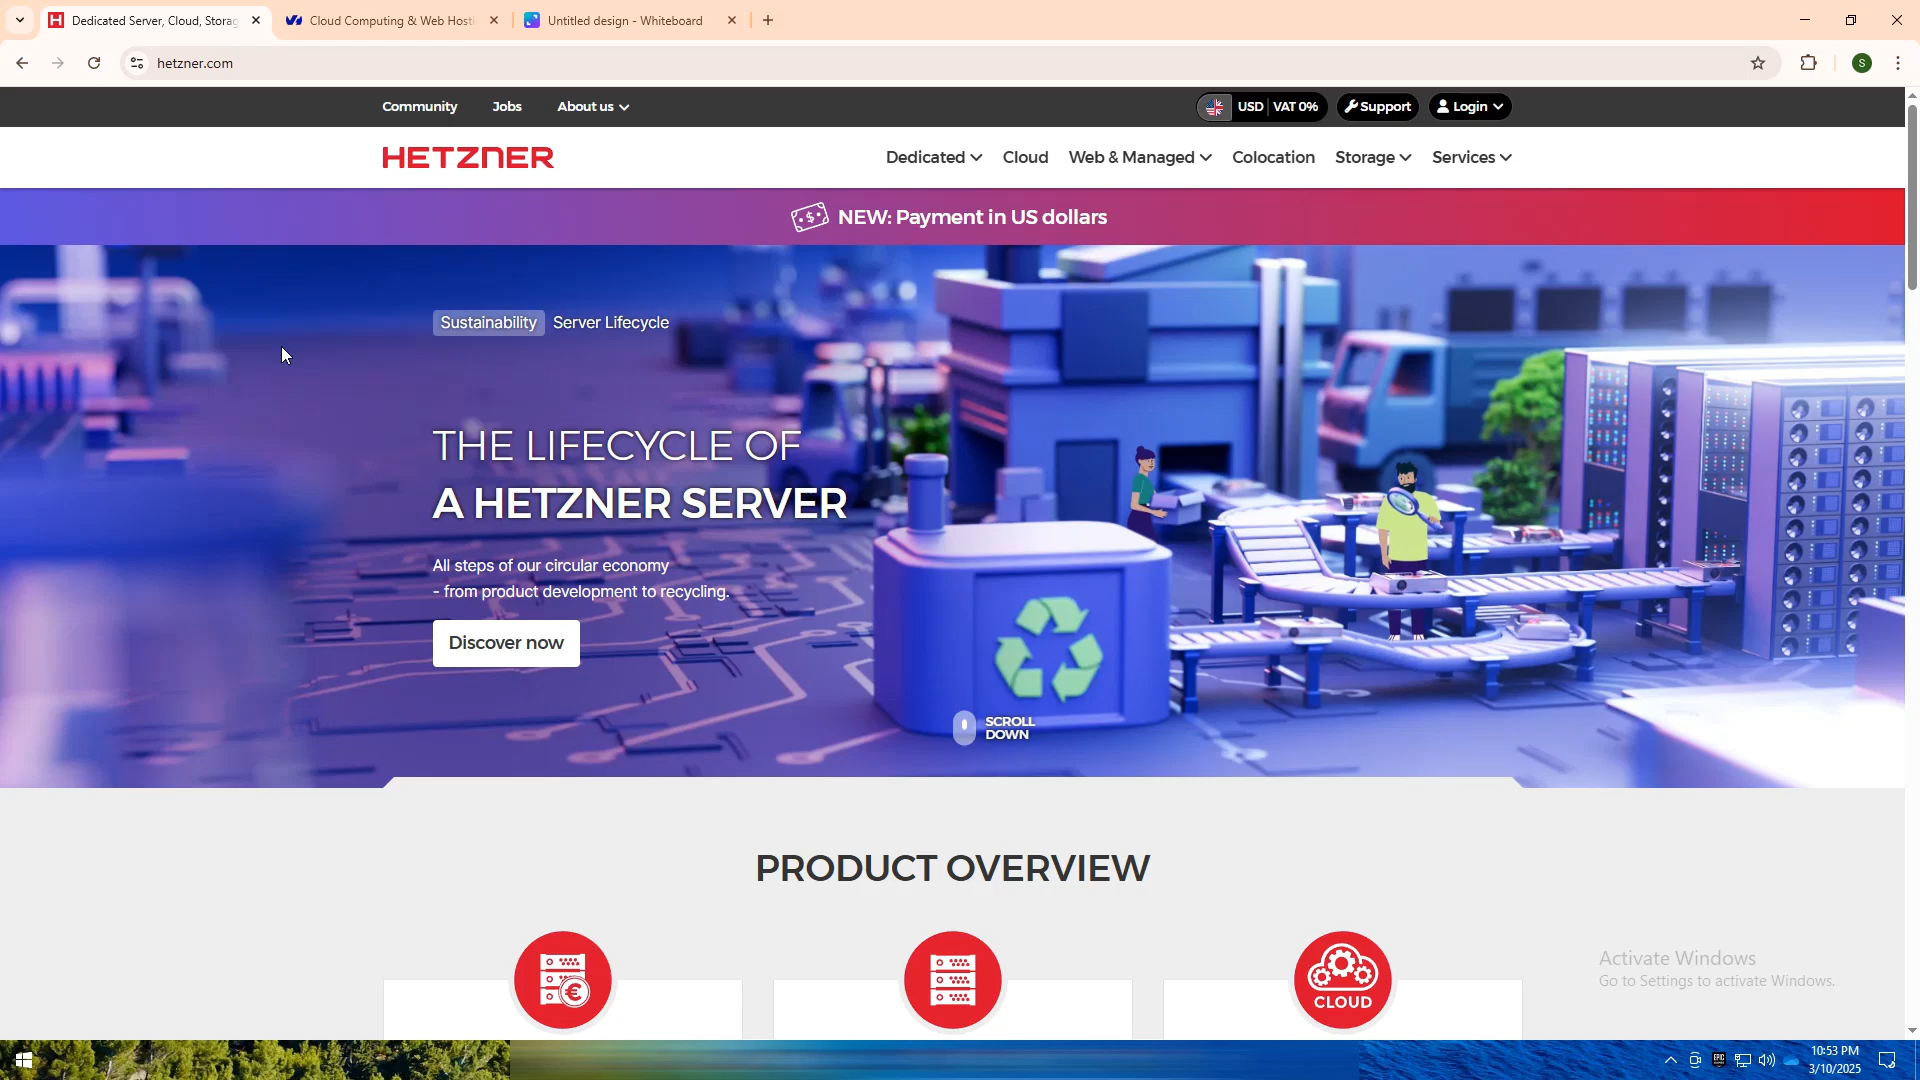 Dedicated Server, Cloud, Storag
Cloud Computing & Web Hosti
Untitled design - Whiteboard
hetzner.com
S
Community
Jobs
About us
USD
VAT 0%
Support
Login
HETZNER
Dedicated
Cloud
Web & Managed
Colocation
Storage
Services
NEW: Payment in US dollars
Sustainability
Server Lifecycle
THE LIFECYCLE OF
A HETZNER SERVER
All steps of our circular economy
- from product development to recycling.
Discover now
SCROLL
DOWN
PRODUCT OVERVIEW
CLOUD
Activate Windows
Go to Settings to activate Windows.
EPIC
10:53 PM
3/10/2025